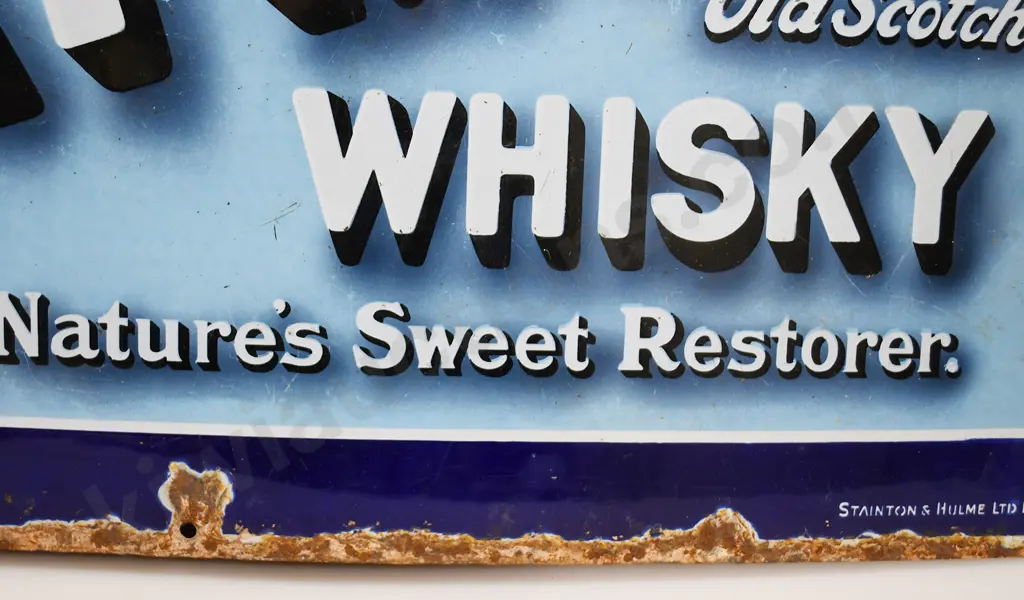 Old Scotch
WHISKY
Nature's Sweet Restorer.
STAINTON & HULME LTD